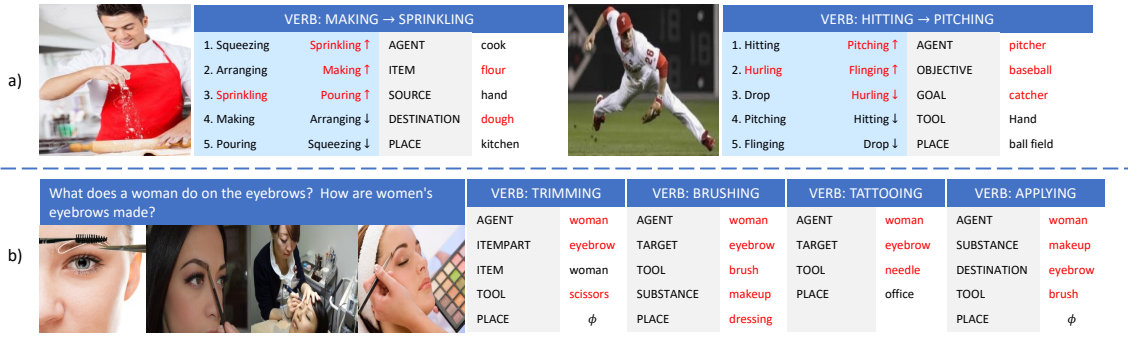 a)
VERB: MAKING → SPRINKLING
1. Squeezing Sprinkling ↑ AGENT cook
2. Arranging Making ↑ ITEM flour
3. Sprinkling Pouring ↑ SOURCE hand
4. Making Arranging ↓ DESTINATION dough
5. Pouring Squeezing ↓ PLACE kitchen
VERB: HITTING → PITCHING
1. Hitting Pitching ↑ AGENT pitcher
2. Hurling Flinging ↑ OBJECTIVE baseball
3. Drop Hurling ↓ GOAL catcher
4. Pitching Hitting ↓ TOOL Hand
5. Flinging Drop ↓ PLACE ball field
26
b)
What does a woman do on the eyebrows? How are women's
eyebrows made?
VERB: TRIMMING
AGENT woman
ITEMPART eyebrow
ITEM woman
TOOL scissors
PLACE ϕ
VERB: BRUSHING
AGENT woman
TARGET eyebrow
TOOL brush
SUBSTANCE makeup
PLACE dressing
VERB: TATTOOING
AGENT woman
TARGET eyebrow
TOOL needle
PLACE office
VERB: APPLYING
AGENT woman
SUBSTANCE makeup
DESTINATION eyebrow
TOOL brush
PLACE ϕ